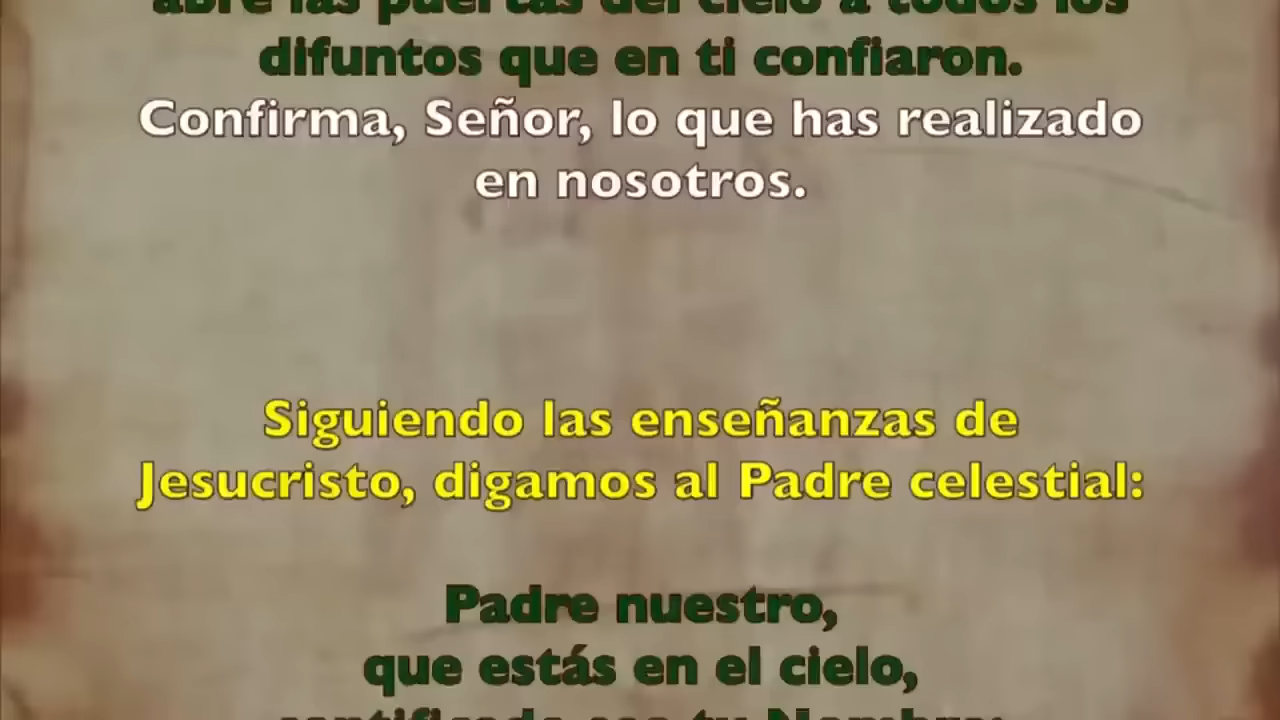 abre las puertas del cielo a todos los
difuntos que en ti confiaron.
Confirma, Señor, lo que has realizado
en nosotros.
Siguiendo las enseñanzas de
Jesucristo, digamos al Padre celestial:
Padre nuestro,
que estás en el cielo,
santificado sea tu Nombre;